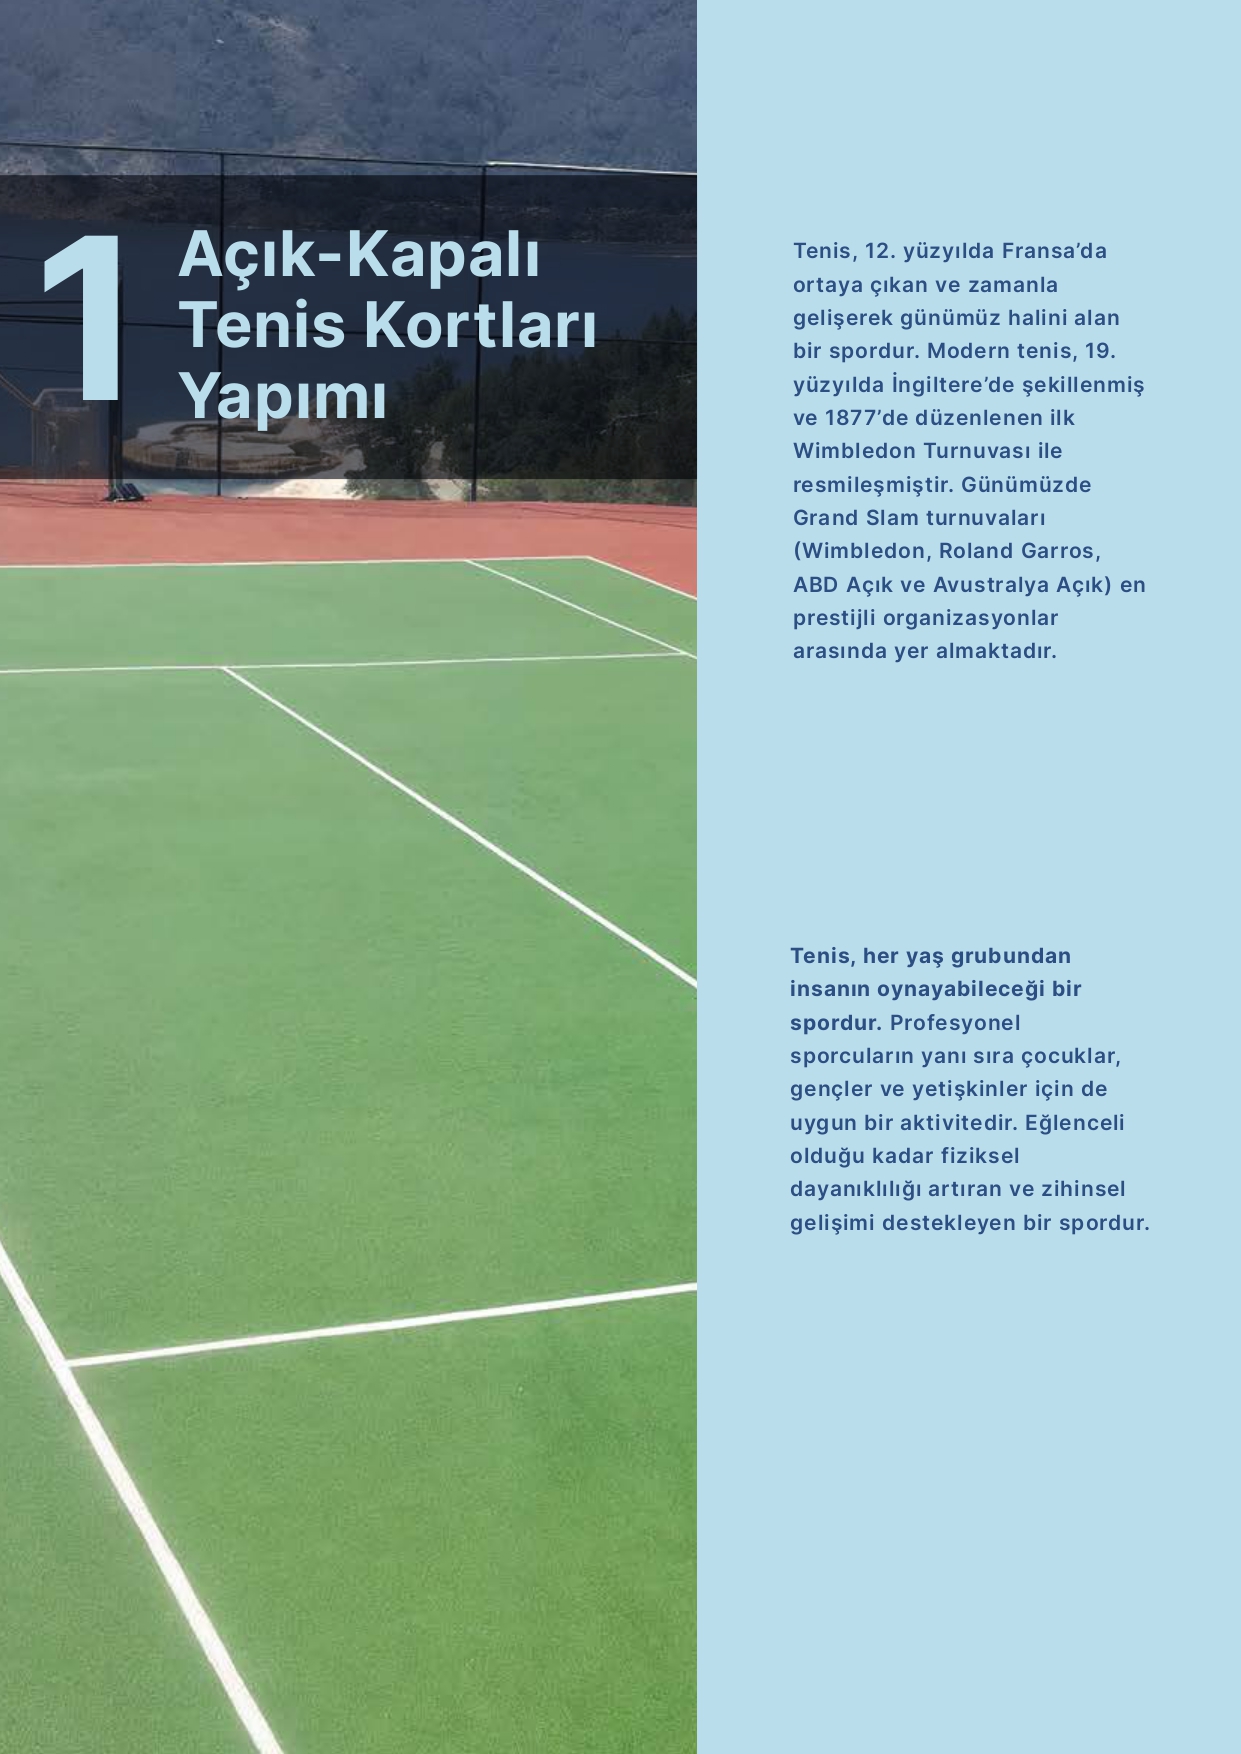 1
Açık-Kapalı
Tenis Kortları
Yapımı
Tenis, 12. yüzyılda Fransa’da
ortaya çıkan ve zamanla
gelişerek günümüz halini alan
bir spordur. Modern tenis, 19.
yüzyılda İngiltere’de şekillenmiş
ve 1877’de düzenlenen ilk
Wimbledon Turnuvası ile
resmileşmiştir. Günümüzde
Grand Slam turnuvaları
(Wimbledon, Roland Garros,
ABD Açık ve Avustralya Açık) en
prestijli organizasyonlar
arasında yer almaktadır.
Tenis, her yaş grubundan
insanın oynayabileceği bir
spordur. Profesyonel
sporcuların yanı sıra çocuklar,
gençler ve yetişkinler için de
uygun bir aktivitedir. Eğlenceli
olduğu kadar fiziksel
dayanıklılığı artıran ve zihinsel
gelişimi destekleyen bir spordur.